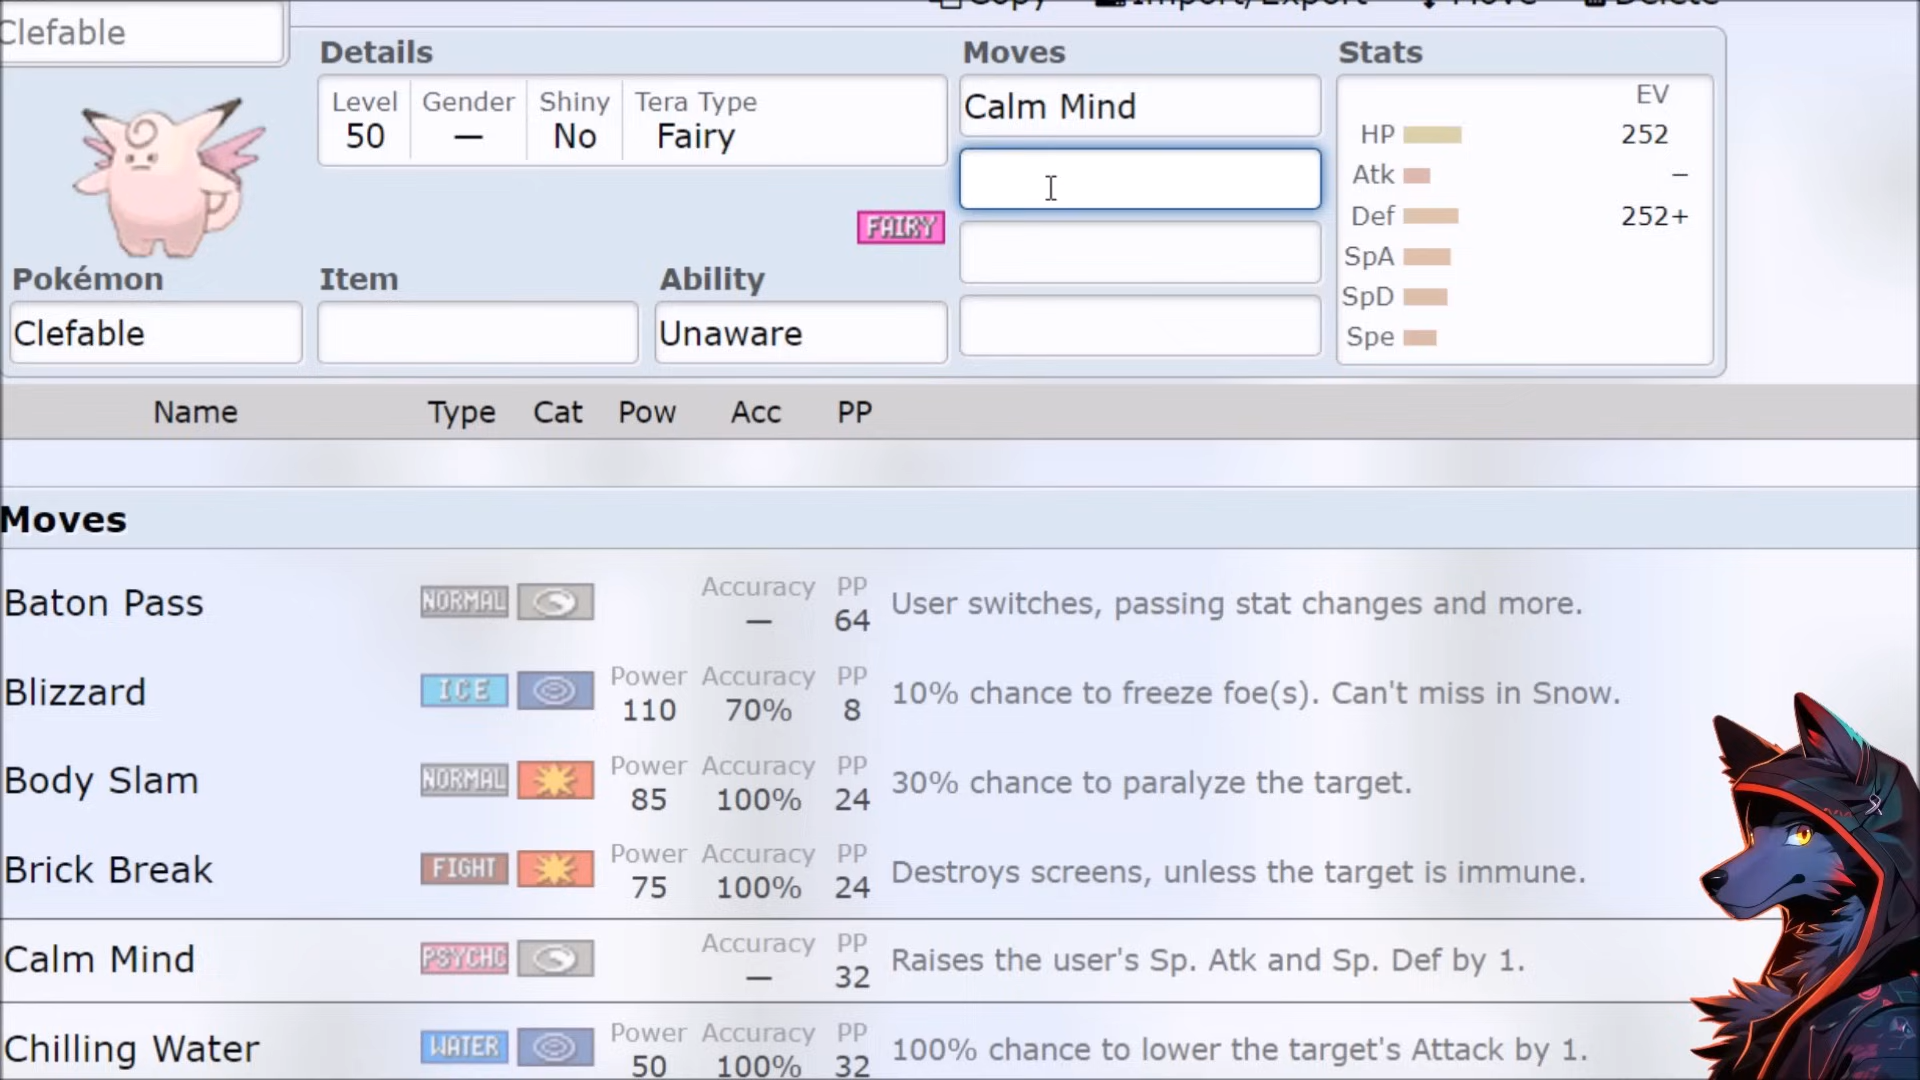 Copy Import/Export Move Delete
Clefable
Details
Level Gender Shiny Tera Type
50 — No Fairy
FAIRY
Pokémon Item Ability
Clefable Unaware
Moves
Calm Mind
Stats
EV
HP 252
Atk –
Def 252+
SpA
SpD
Spe
Name Type Cat Pow Acc PP
Moves
Baton Pass NORMAL Accuracy — PP 64 User switches, passing stat changes and more.
Blizzard ICE Power 110 Accuracy 70% PP 8 10% chance to freeze foe(s). Can't miss in Snow.
Body Slam NORMAL Power 85 Accuracy 100% PP 24 30% chance to paralyze the target.
Brick Break FIGHT Power 75 Accuracy 100% PP 24 Destroys screens, unless the target is immune.
Calm Mind PSYCHC Accuracy — PP 32 Raises the user's Sp. Atk and Sp. Def by 1.
Chilling Water WATER Power 50 Accuracy 100% PP 32 100% chance to lower the target's Attack by 1.